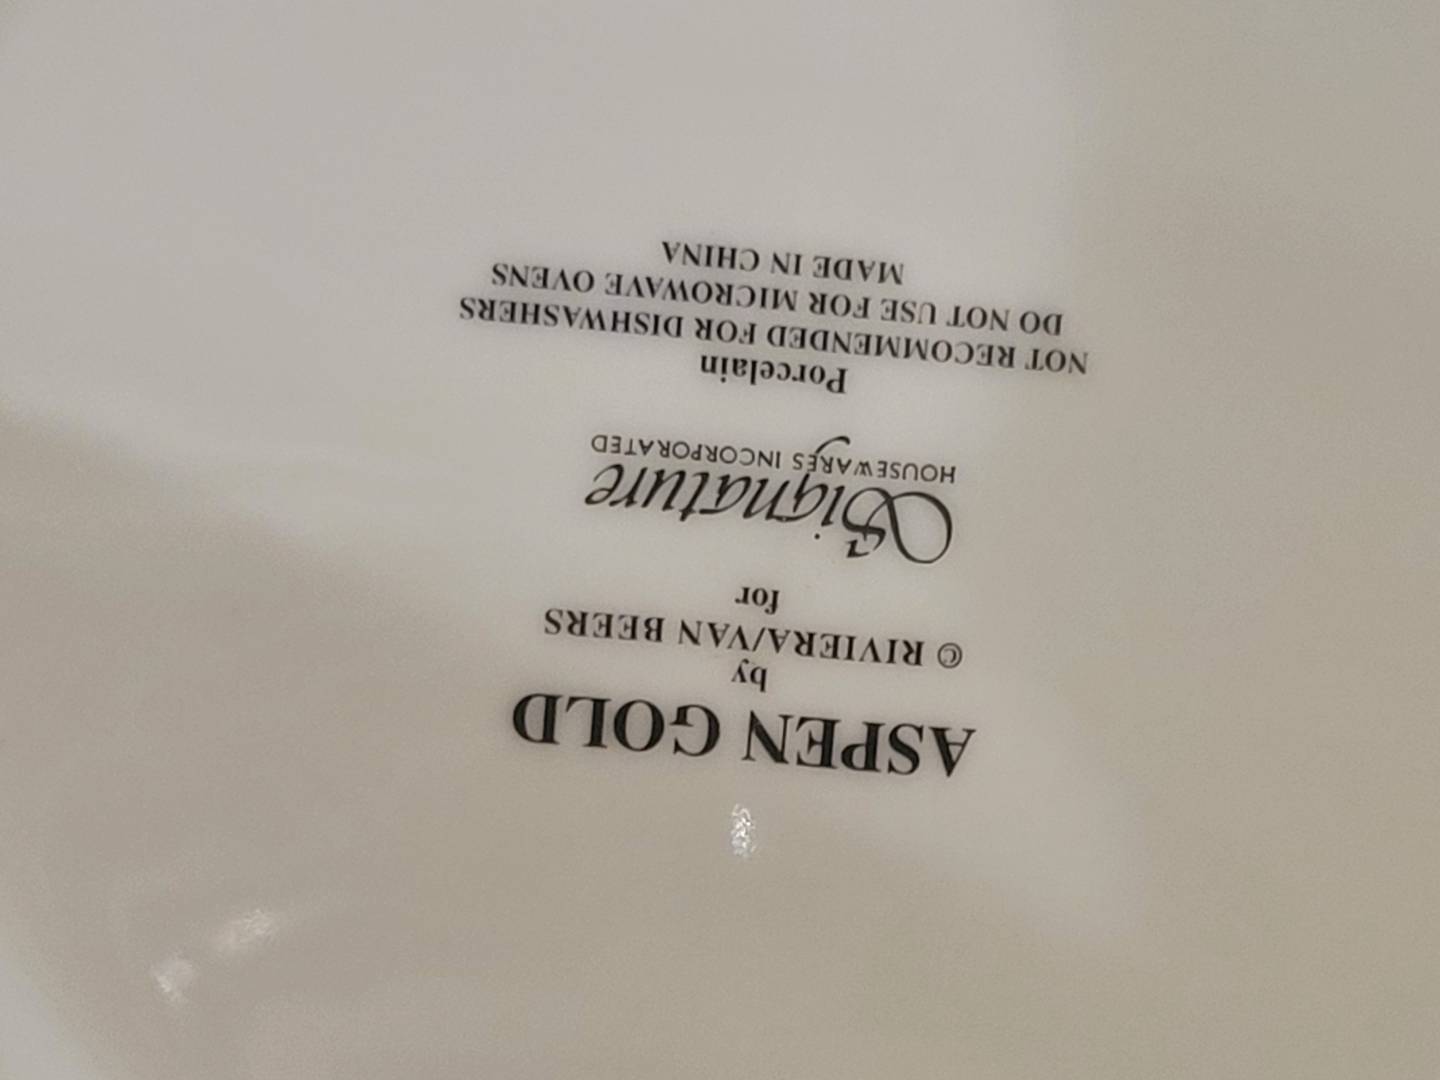 ASPEN GOLD
by
© RIVIERA/VAN BEERS
for
Signature
HOUSEWARES INCORPORATED
Porcelain
NOT RECOMMENDED FOR DISHWASHERS
DO NOT USE FOR MICROWAVE OVENS
MADE IN CHINA